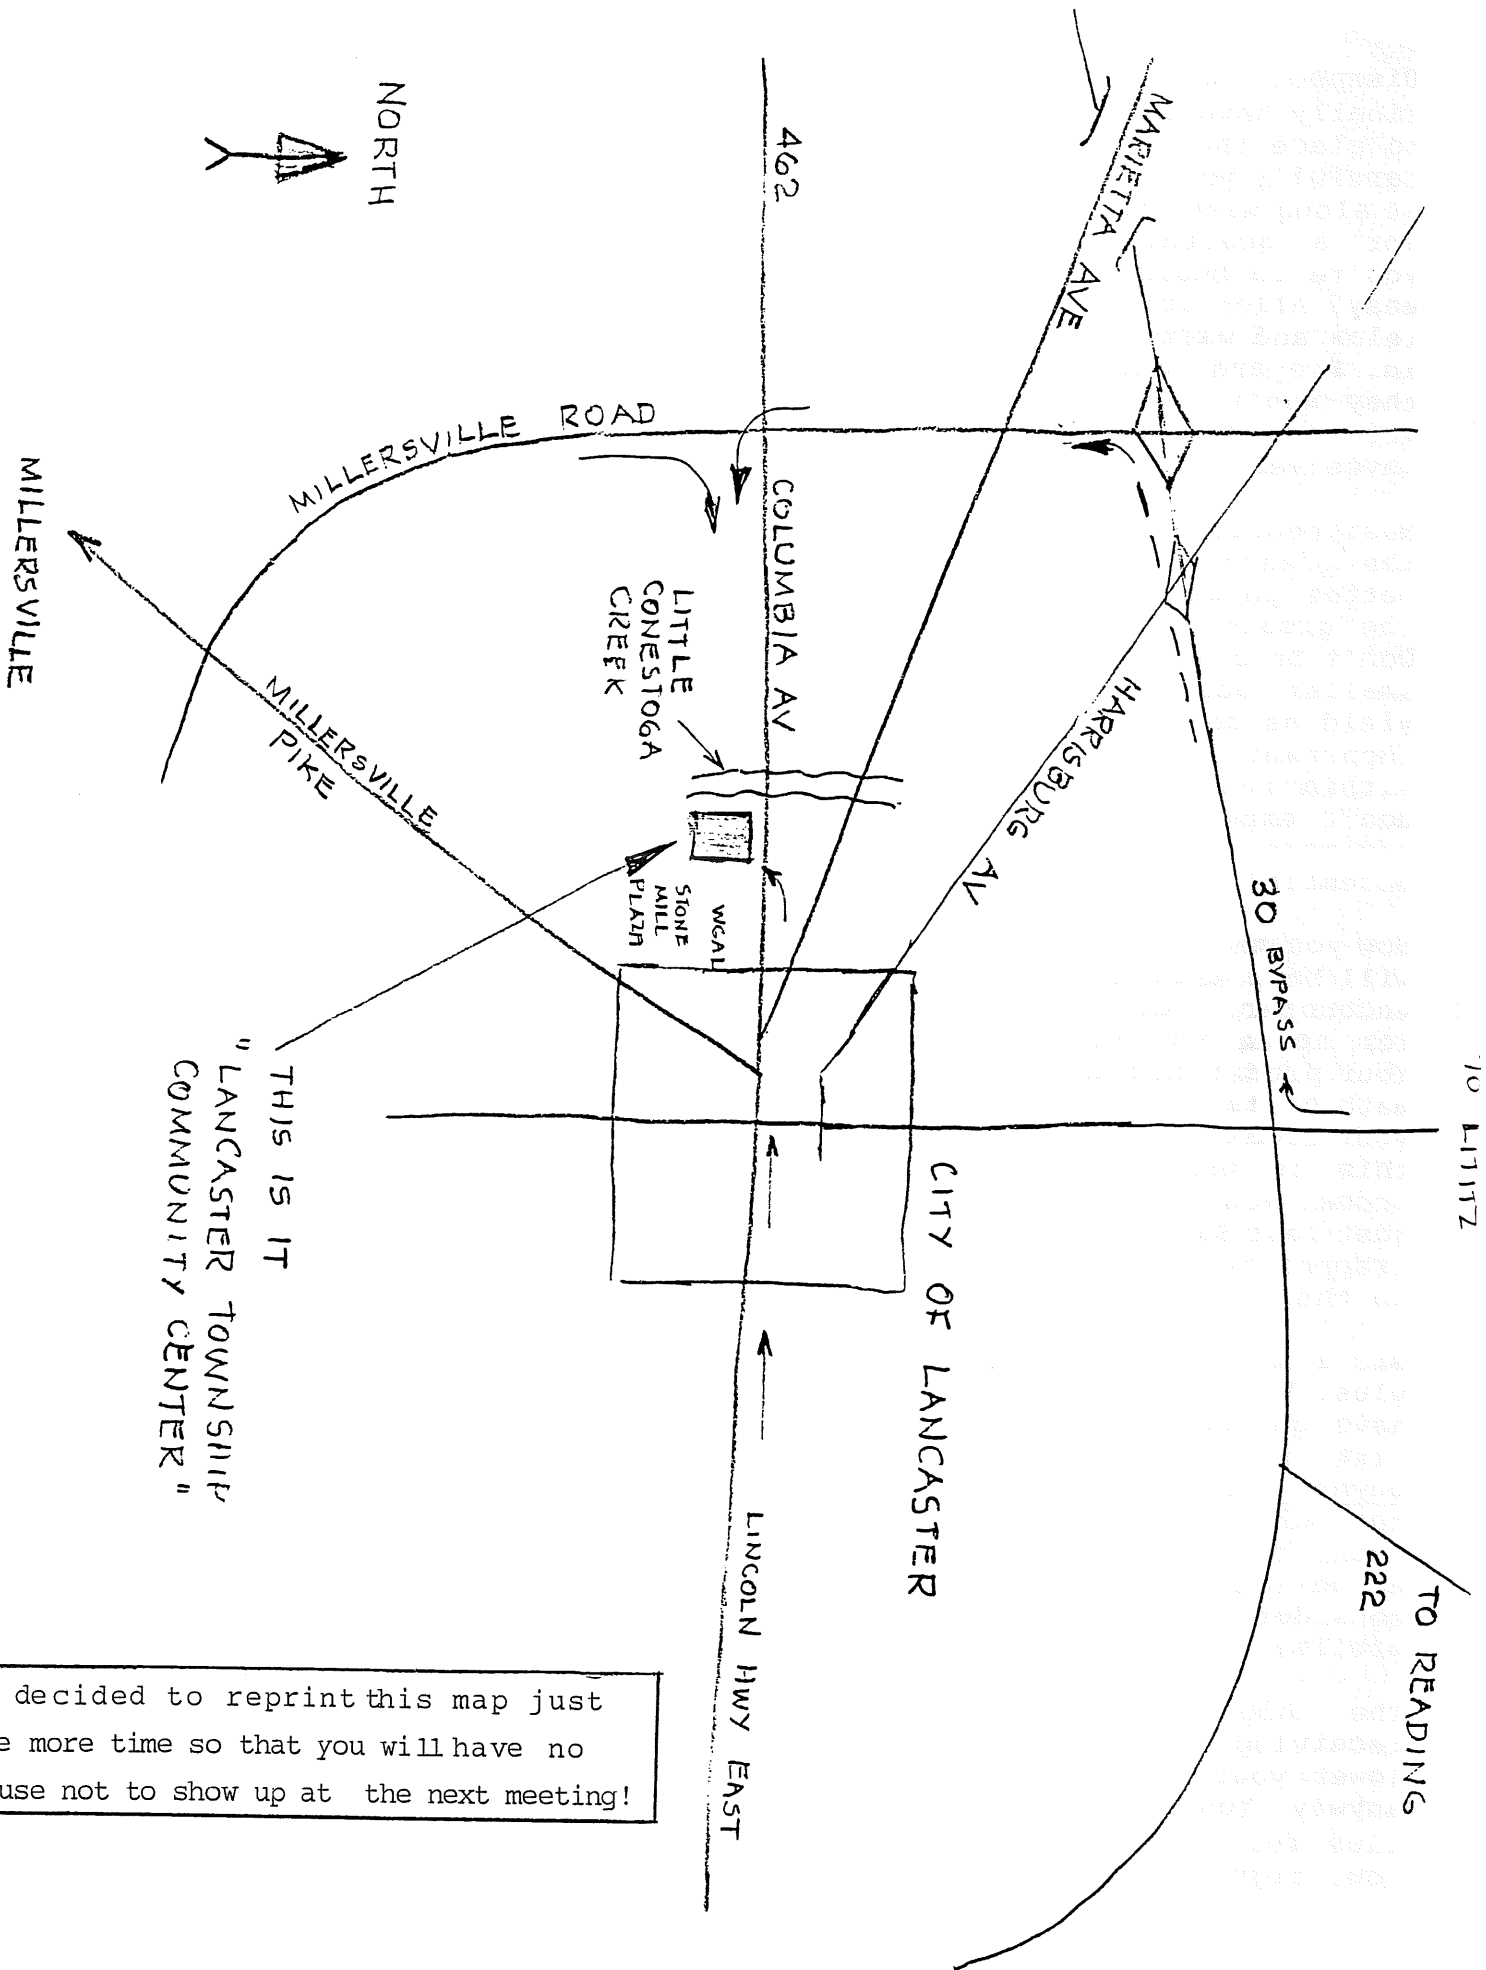 TO READING
222
LITITZ
30 BYPASS
MARIETTA AVE
HARRISBURG AV
CITY OF LANCASTER
462
COLUMBIA AV
LINCOLN HWY EAST
WGAL
STONE
MILL
PLAZA
LITTLE
CONESTOGA
CREEK
MILLERSVILLE ROAD
NORTH
MILLERSVILLE
PIKE
MILLERSVILLE
THIS IS IT
"LANCASTER TOWNSHIP
COMMUNITY CENTER"
decided to reprint this map just
more time so that you will have no
not to show up at the next meeting!